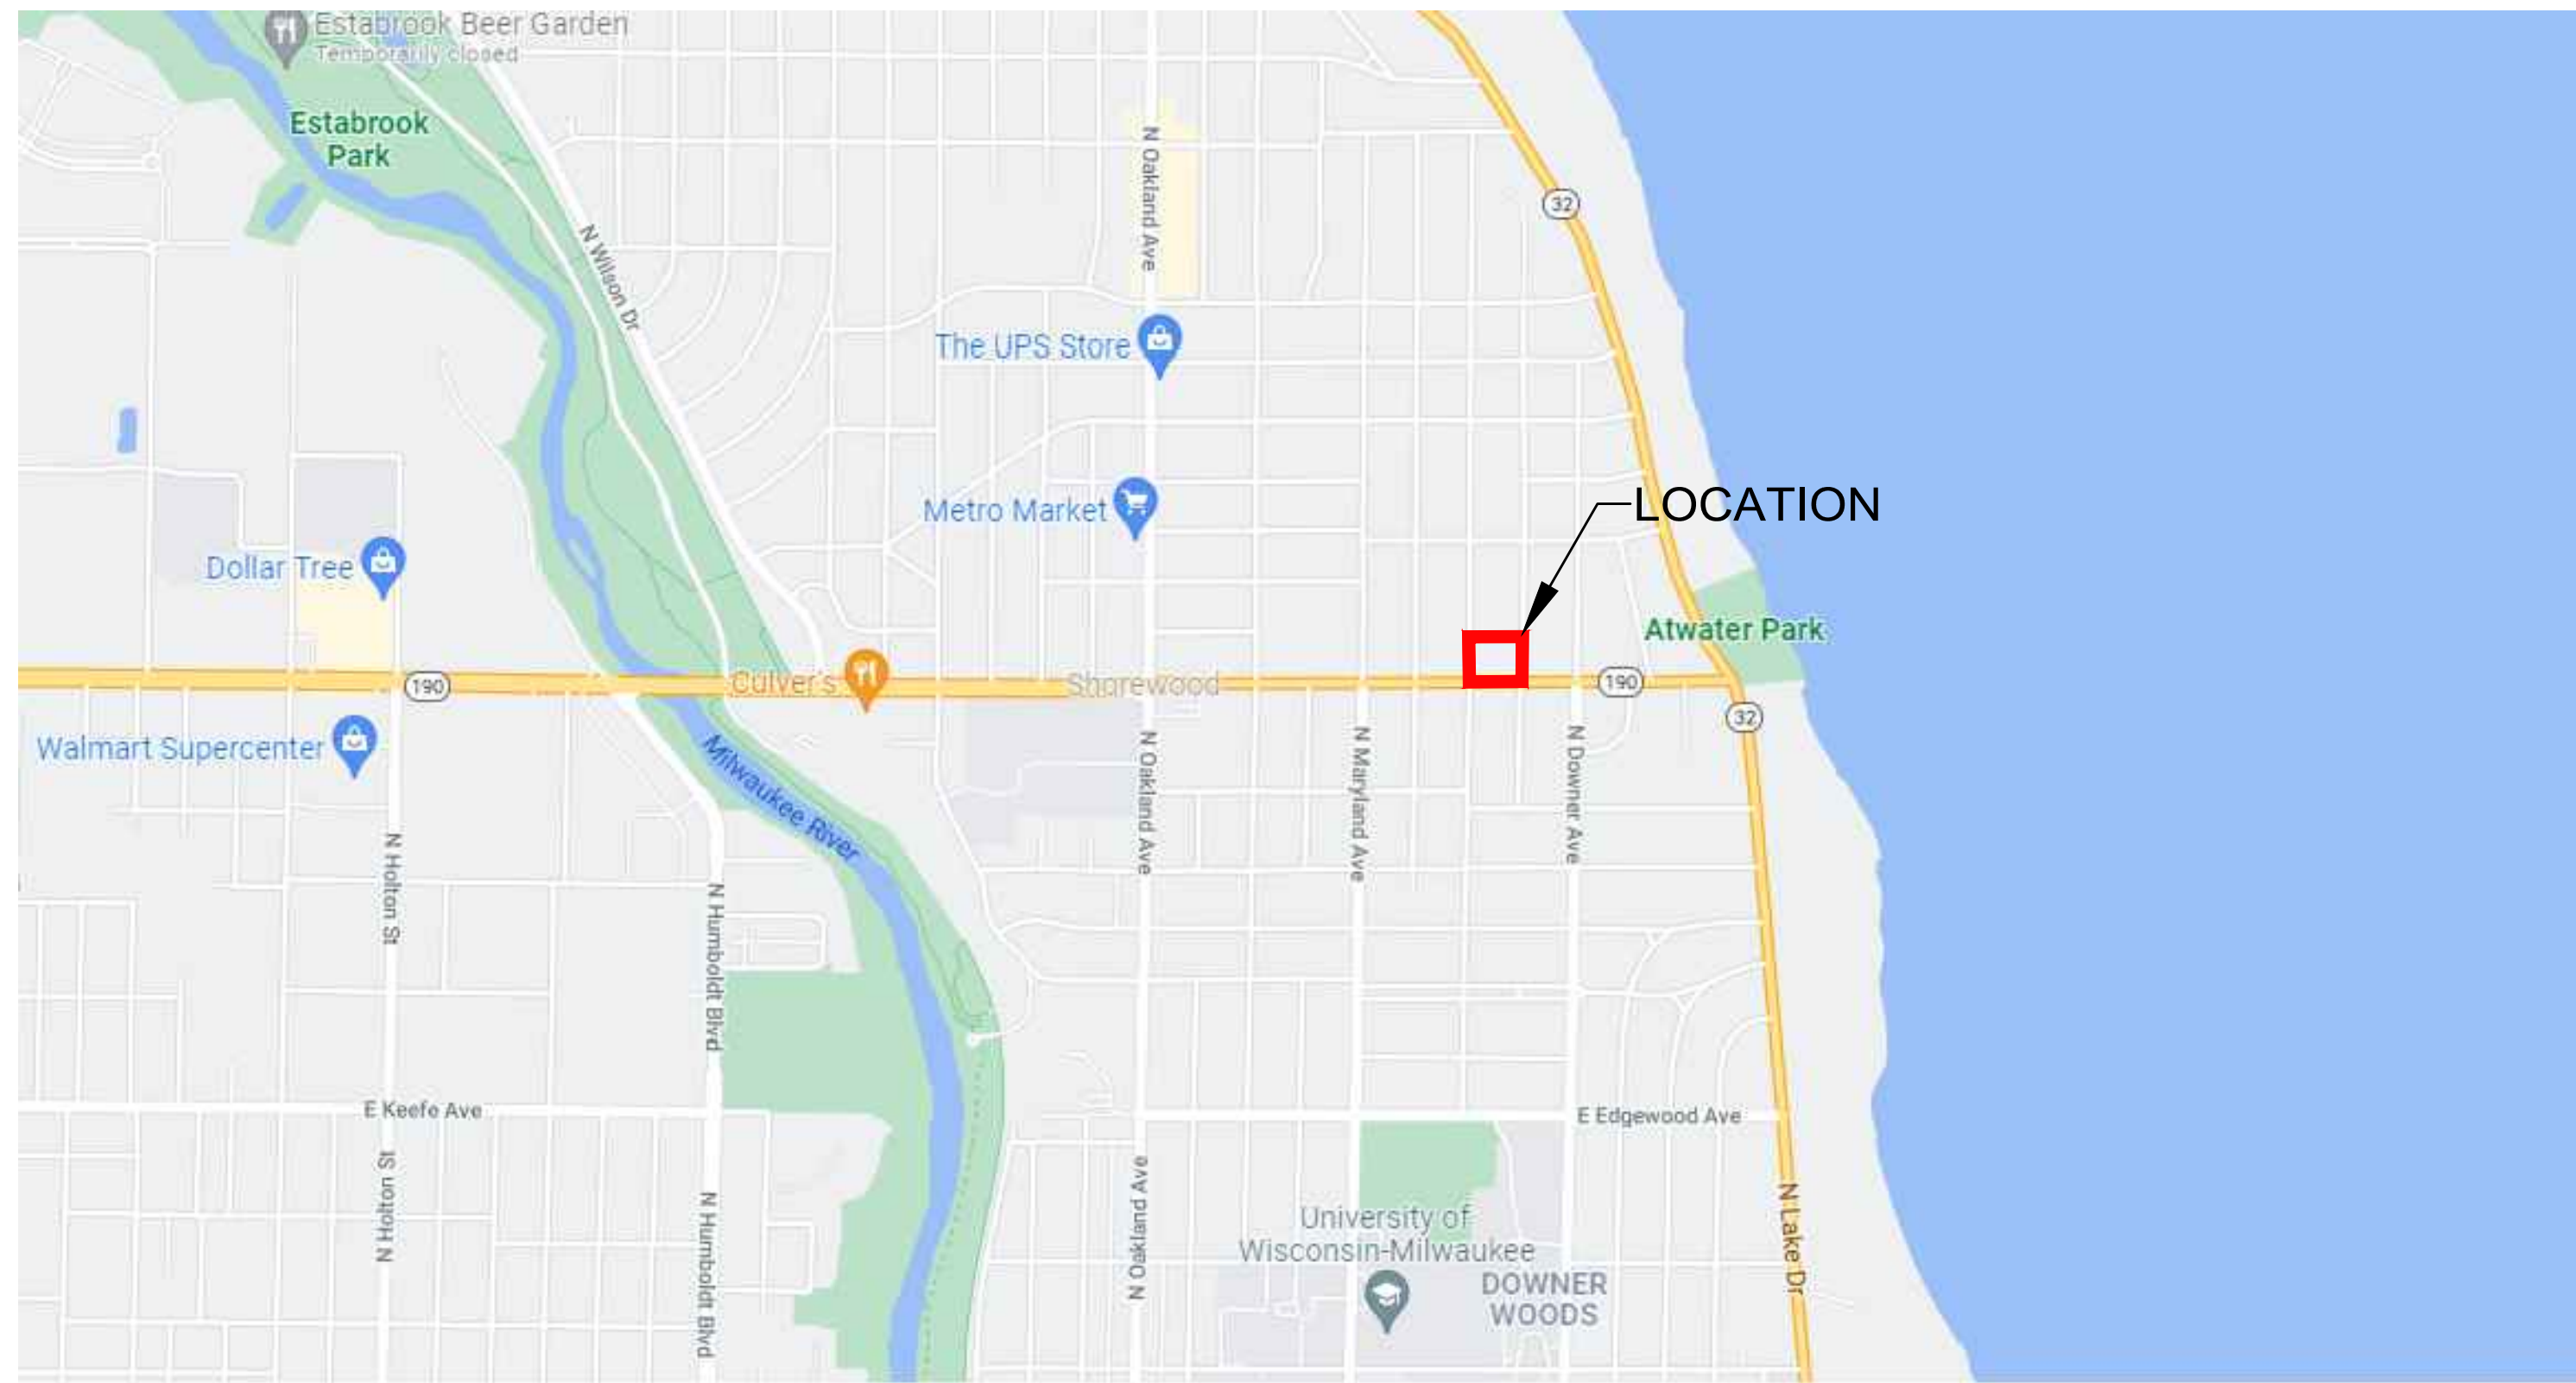 Estabrook Beer Garden
Temporarily closed
Estabrook
Park
N Oakland Ave
32
N Wilson Dr
The UPS Store
Metro Market
LOCATION
Dollar Tree
Atwater Park
190
Culver's
Shorewood
190
32
Walmart Supercenter
Milwaukee River
N Oakland Ave
N Maryland Ave
N Downer Ave
N Holton St
N Humboldt Blvd
E Keefe Ave
E Edgewood Ave
N Holton St
N Humboldt Blvd
N Oakland Ave
University of
Wisconsin-Milwaukee
DOWNER
WOODS
N Lake Dr